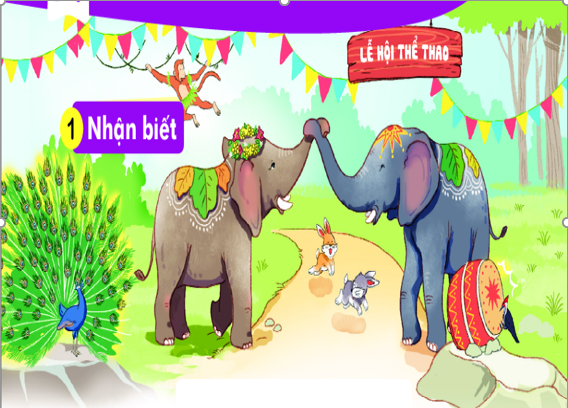 LỄ HỘI THỂ THAO
1 Nhận biết